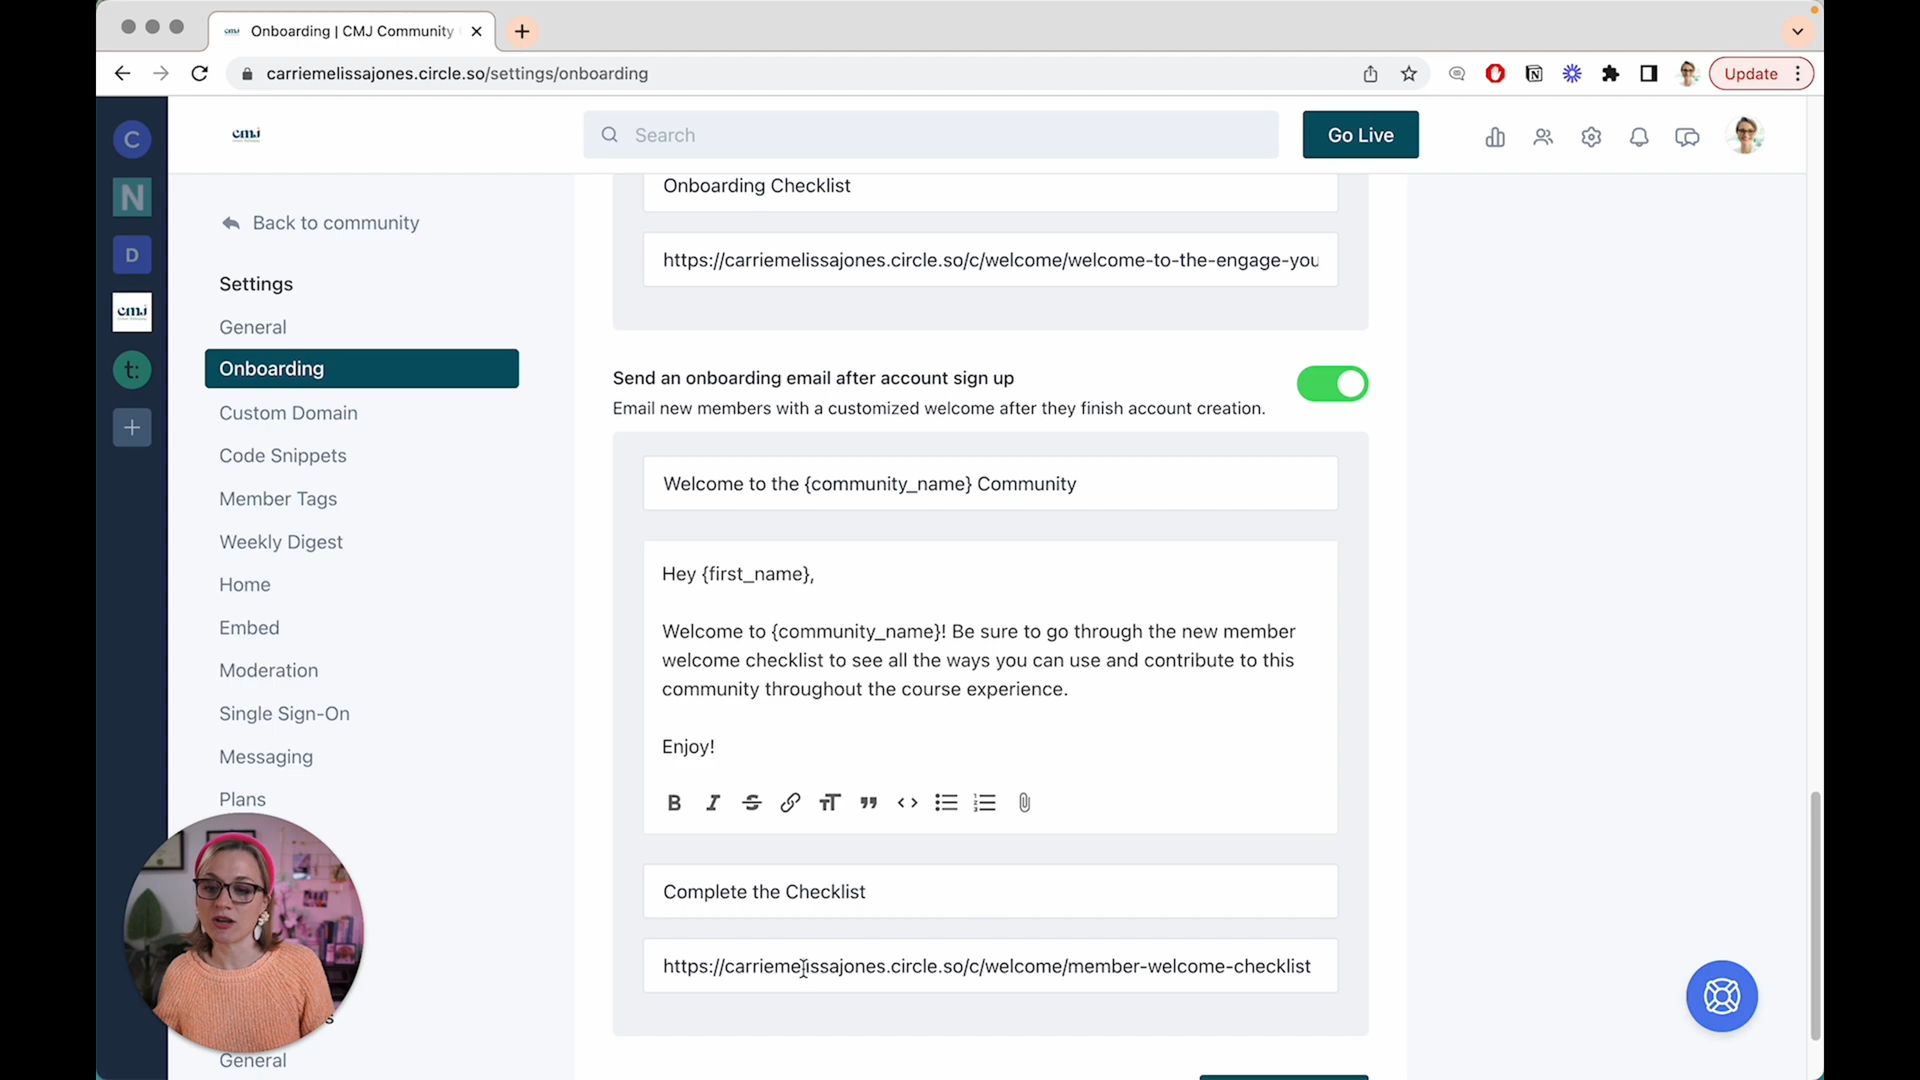 Onboarding | CMJ Community
carriemelissajones.circle.so/settings/onboarding
Update
C
cmj
Search
Go Live
N
D
cmj
t:
Back to community
Settings
General
Onboarding
Custom Domain
Code Snippets
Member Tags
Weekly Digest
Home
Embed
Moderation
Single Sign-On
Messaging
Plans
General
Onboarding Checklist
https://carriemelissajones.circle.so/c/welcome/welcome-to-the-engage-you
Send an onboarding email after account sign up
Email new members with a customized welcome after they finish account creation.
Welcome to the {community_name} Community
Hey {first_name},
Welcome to {community_name}! Be sure to go through the new member
welcome checklist to see all the ways you can use and contribute to this
community throughout the course experience.
Enjoy!
Complete the Checklist
https://carriemelissajones.circle.so/c/welcome/member-welcome-checklist